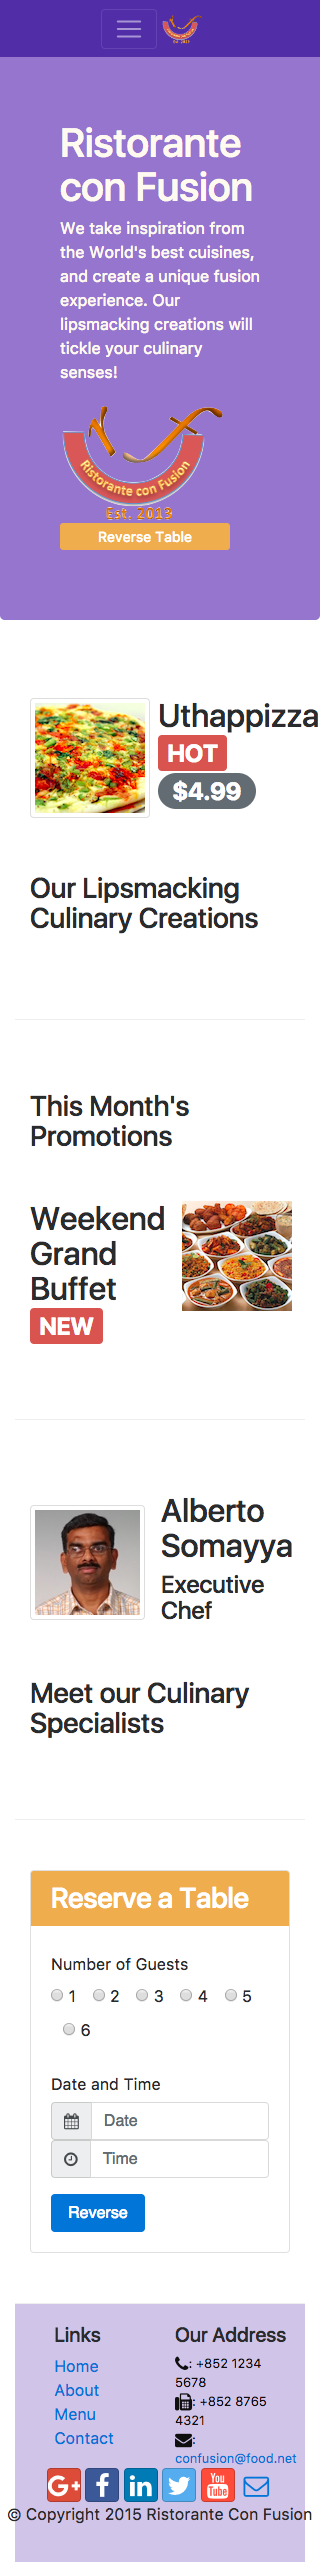 Ristorante
con Fusion
We take inspiration from
the World's best cuisines,
and create a unique fusion
experience. Our
lipsmacking creations will
tickle your culinary
senses!
Ristorante con Fusion
Est. 2013
Reverse Table
Uthappizza
HOT
$4.99
Our Lipsmacking
Culinary Creations
This Month's
Promotions
Weekend
Grand
Buffet
NEW
Alberto
Somayya
Executive
Chef
Meet our Culinary
Specialists
Reserve a Table
Number of Guests
1 2 3 4 5
6
Date and Time
Date
Time
Reverse
Links
Home
About
Menu
Contact
Our Address
: +852 1234
5678
: +852 8765
4321
:
confusion@food.net
G+ f in You Tube
© Copyright 2015 Ristorante Con Fusion